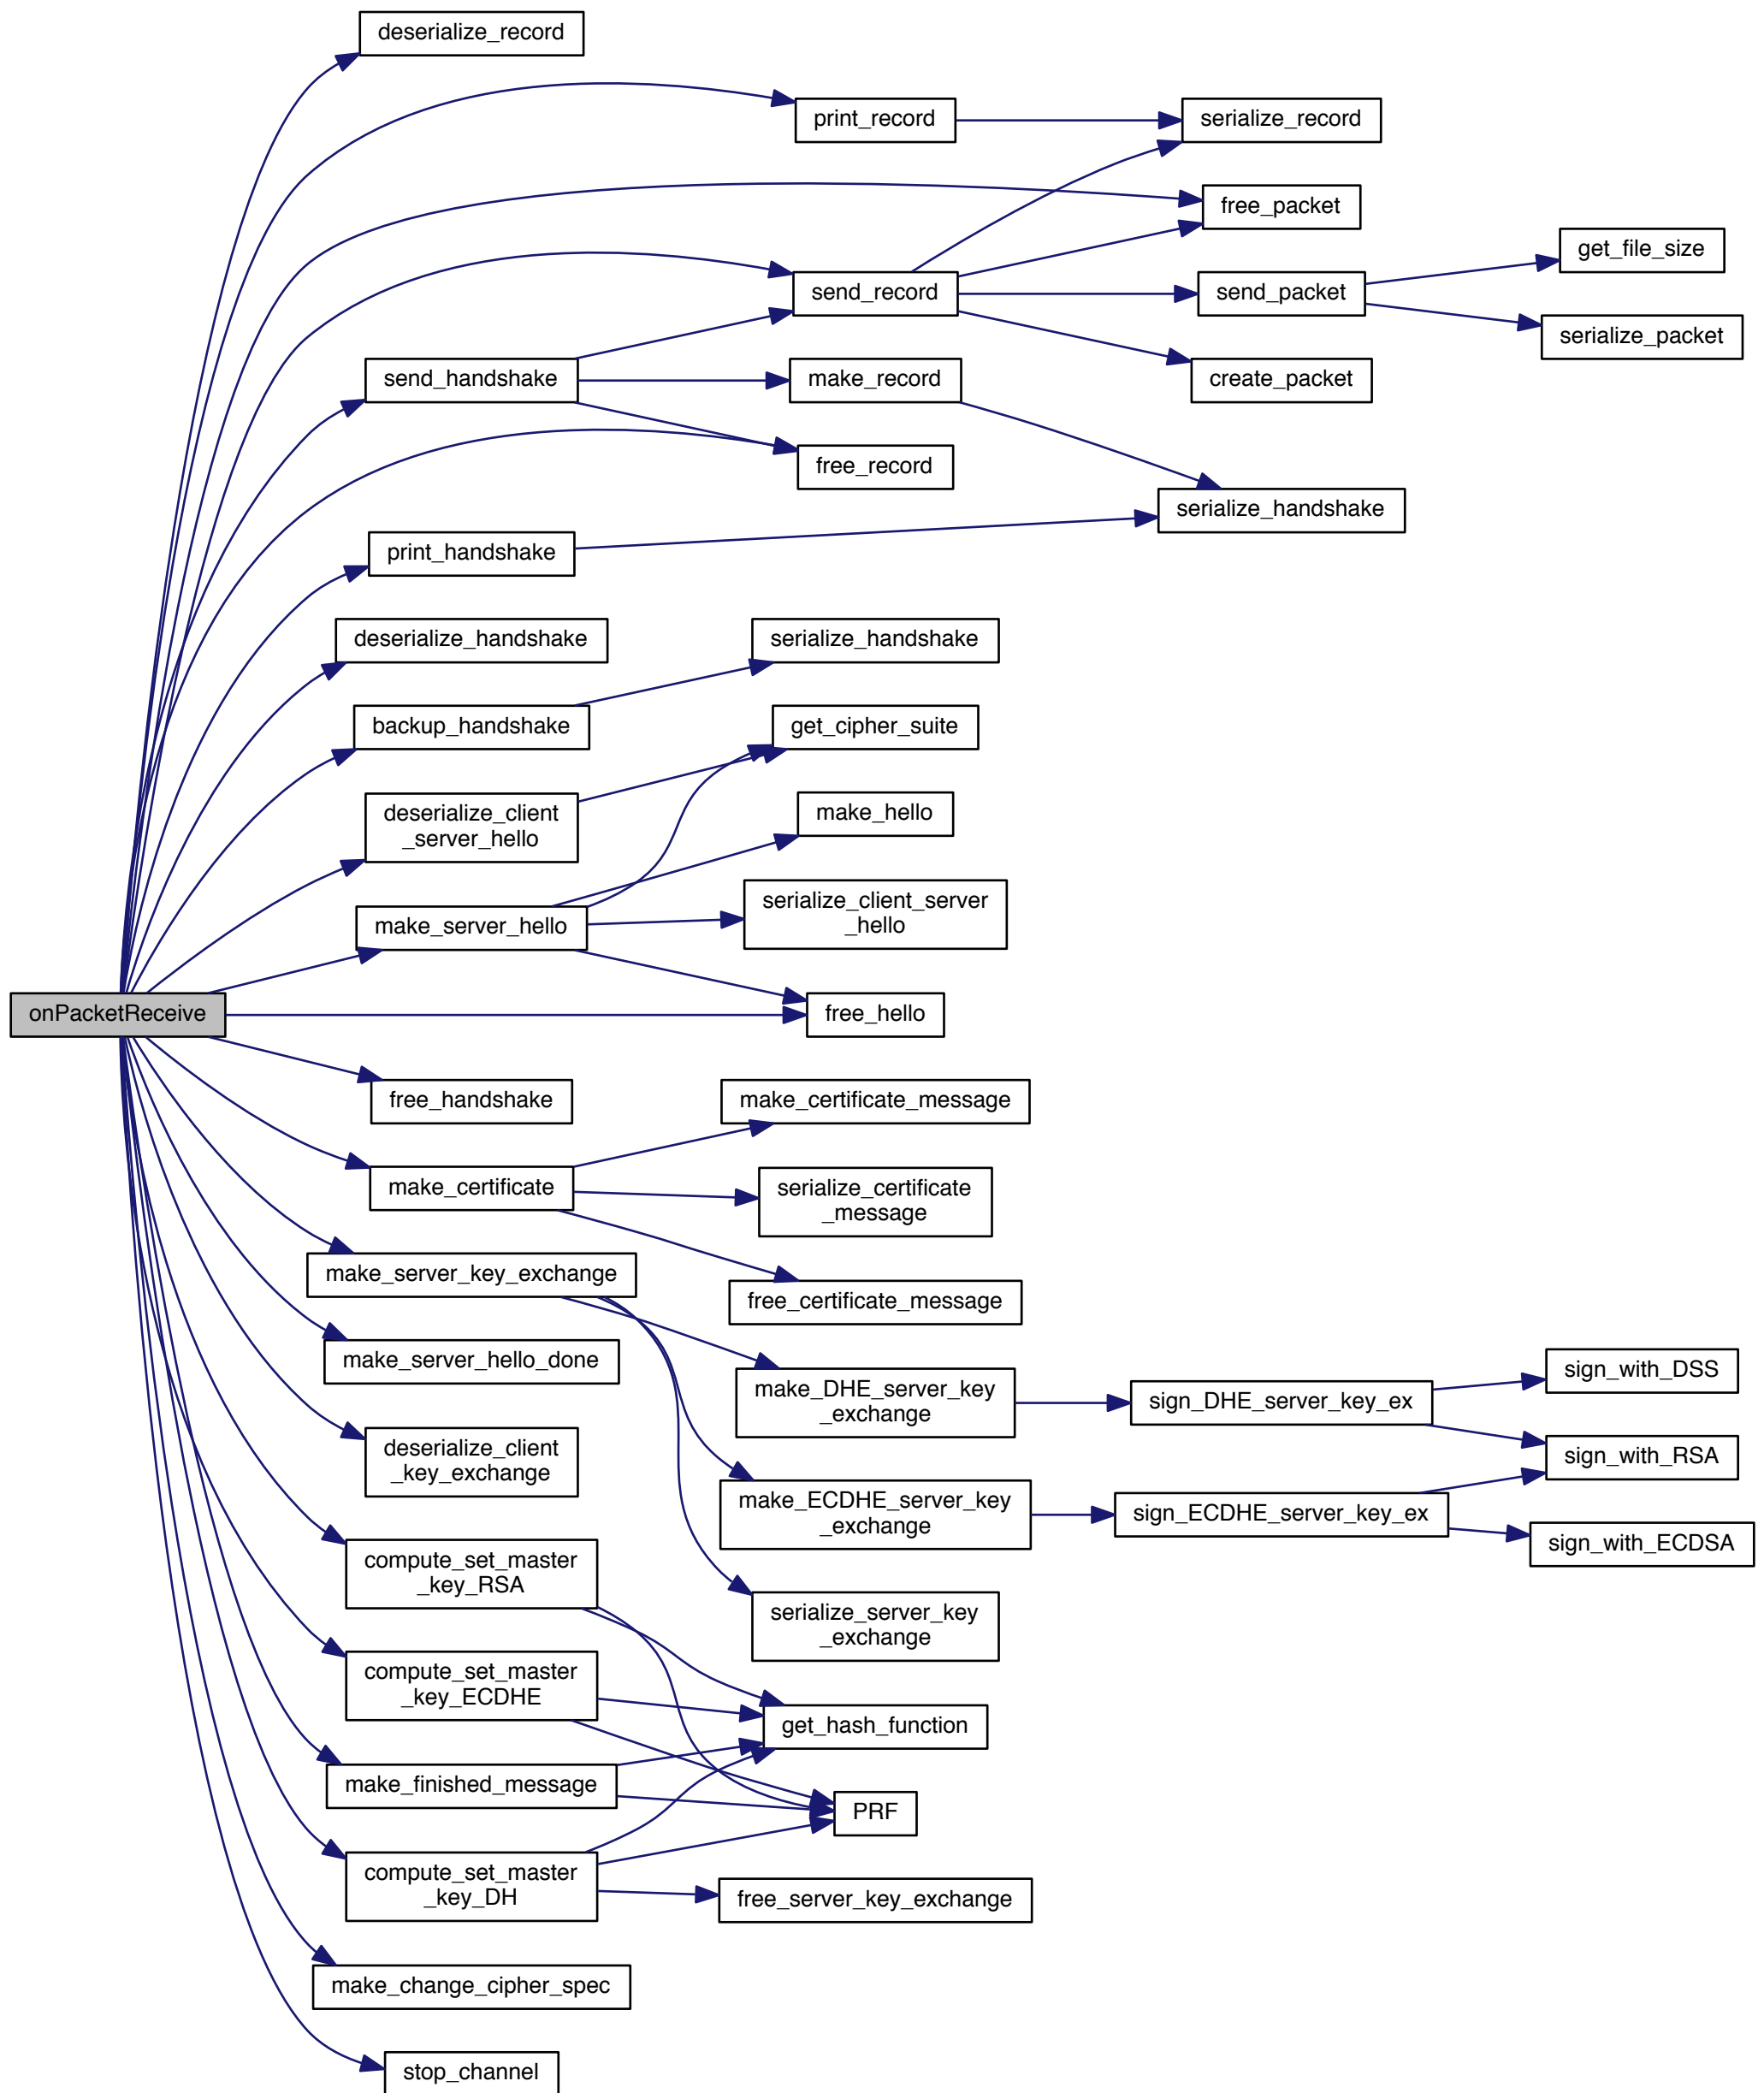 deserialize_record
print_record
serialize_record
free_packet
get_file_size
send_record
send_packet
serialize_packet
send_handshake
make_record
create_packet
free_record
serialize_handshake
print_handshake
deserialize_handshake
serialize_handshake
backup_handshake
get_cipher_suite
deserialize_client
_server_hello
make_hello
make_server_hello
serialize_client_server
_hello
onPacketReceive
free_hello
free_handshake
make_certificate_message
make_certificate
serialize_certificate
_message
make_server_key_exchange
free_certificate_message
make_server_hello_done
make_DHE_server_key
_exchange
sign_DHE_server_key_ex
sign_with_DSS
sign_with_RSA
deserialize_client
_key_exchange
make_ECDHE_server_key
_exchange
sign_ECDHE_server_key_ex
sign_with_ECDSA
compute_set_master
_key_RSA
serialize_server_key
_exchange
compute_set_master
_key_ECDHE
get_hash_function
make_finished_message
PRF
compute_set_master
_key_DH
free_server_key_exchange
make_change_cipher_spec
stop_channel